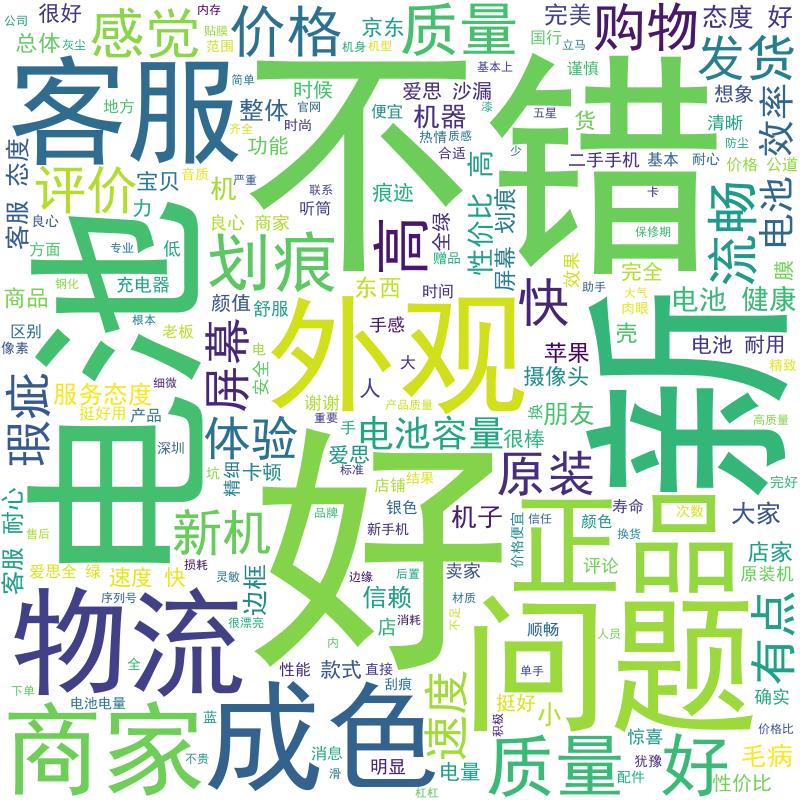 公司
很好
内存
感觉
价格
京东
质量
完美
购物
态度 好
总体
灰尘
贴膜
范围
机身
机型
国行
立马
发货
客服
不错
简单
官网
时候
基本上
爱思 沙漏
谨慎
想象
地方
整体
时尚
便宜
机器
漆
五星
货
清晰
效率
齐全
功能
热情
质感
合适
高
少
二手手机
基本
防尘
耐心
态度
客服
评价
宝贝
音质
机
严重
痕迹
联系
听筒
卡
价格
公道
电池
良心
力
良心
商家
高
全绿
性价比
划痕
屏幕
保修期
流畅
方面
专业
低
划痕
赠品
效果
完全
膜
电池
钢化
充电器
颜值
舒服
东西
时间
助手
大气
肉眼
电池 健康
商品
新
区别
根本
老板
屏幕
安全
电
外观
手感
快
壳
电池
耐用
像素
细微
大
苹果
精致
瑕疵
服务态度
谢谢
人
摄像头
挺好用
产品
重要
产品质量
高质量
深圳
体验
手
电池容量
很棒
朋友
坑
爱思
精细
卡顿
标准
店铺
结果
原装
完好
耐心
客服
售后
新机
品牌
银色
新手机
机子
价格便宜
信任
正品
颜色
寿命
次数
大家
换货
店家
爱思全
绿
速度 快
损耗
灵敏
边框
好
边缘
后置
卖家
评论
原装机
序列号
很漂亮
信赖
材质
店
消耗
不足
物流
内
顺畅
问题
人员
有点
全
性能
款式
直接
单手
下单
电池电量
成色
刮痕
速度
挺好
小
确实
商家
蓝
积极
价格比
不贵
消息
滑
明显
电量
杠杠
质量
犹豫
惊喜
配件
好
毛病
性价比